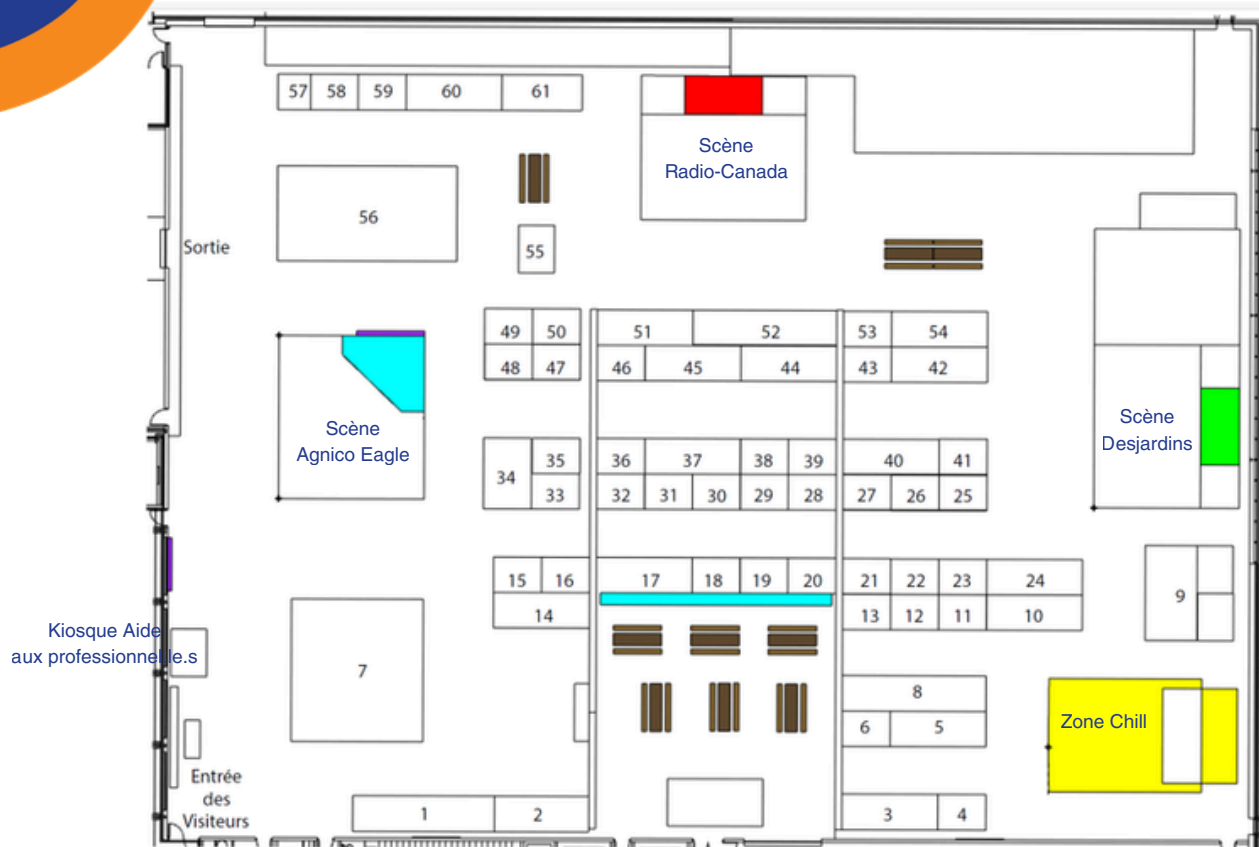 57 58 59 60 61
Scène
Radio-Canada
56
Sortie
55
49 50 51 52 53 54
48 47 46 45 44 43 42
Scène
Agnico Eagle
Scène
Desjardins
34 35 36 37 38 39 40 41
33 32 31 30 29 28 27 26 25
15 16 17 18 19 20 21 22 23 24
14 13 12 11 10
9
Kiosque Aide
aux professionnel.le.s
7
8
6 5
Zone Chill
Entrée
des
Visiteurs
1 2 3 4